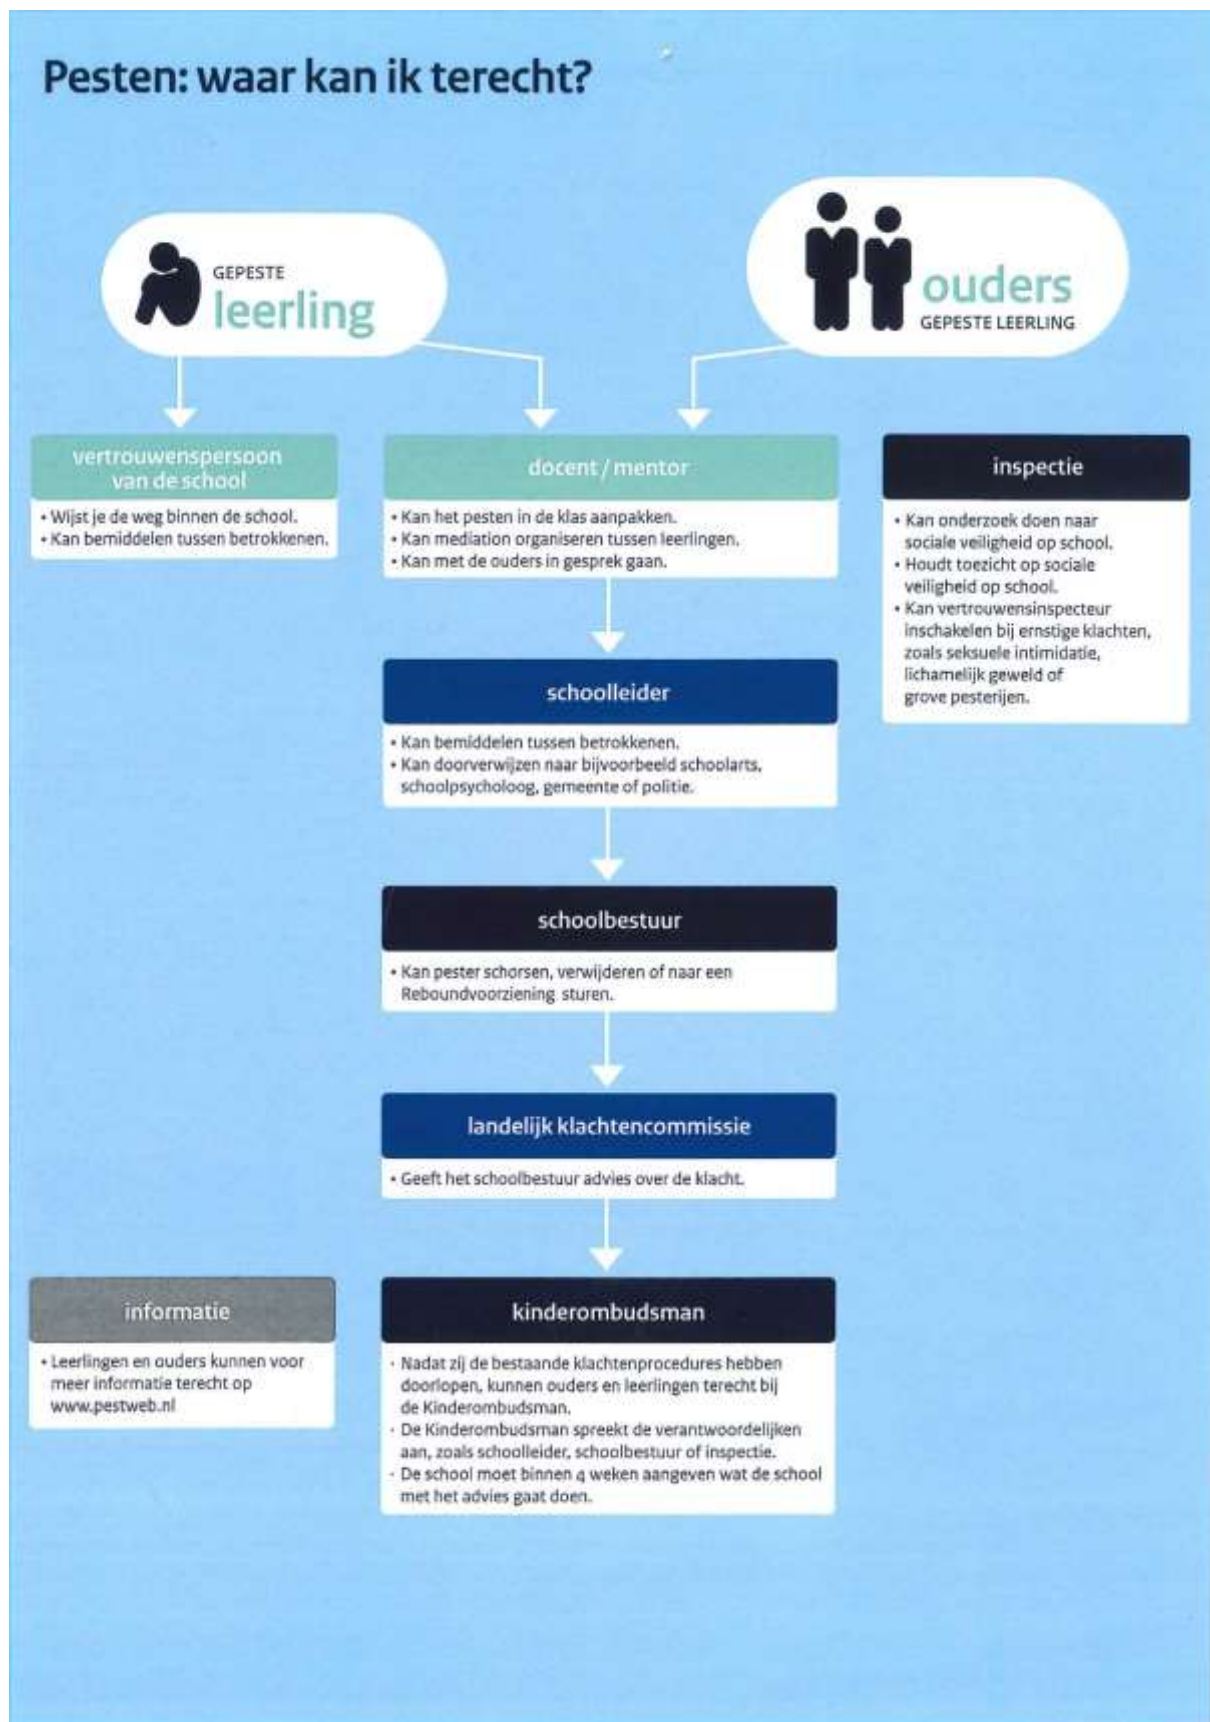 Pesten: waar kan ik terecht?
GEPESTE
leerling
ouders
GEPESTE LEERLING
vertrouwenspersoon
van de school
• Wijst je de weg binnen de school.
• Kan bemiddelen tussen betrokkenen.
docent / mentor
• Kan het pesten in de klas aanpakken.
• Kan mediation organiseren tussen leerlingen.
• Kan met de ouders in gesprek gaan.
inspectie
• Kan onderzoek doen naar
sociale veiligheid op school.
• Houdt toezicht op sociale
veiligheid op school.
• Kan vertrouwensinspecteur
inschakelen bij ernstige klachten,
zoals seksuele intimidatie,
lichamelijk geweld of
grove pesterijen.
schoolleider
• Kan bemiddelen tussen betrokkenen.
• Kan doorverwijzen naar bijvoorbeeld schoolarts,
schoolpsycholoog, gemeente of politie.
schoolbestuur
• Kan pester schorsen, verwijderen of naar een
Reboundvoorziening sturen.
landelijk klachtencommissie
• Geeft het schoolbestuur advies over de klacht.
informatie
• Leerlingen en ouders kunnen voor
meer informatie terecht op
www.pestweb.nl
kinderombudsman
· Nadat zij de bestaande klachtenprocedures hebben
doorlopen, kunnen ouders en leerlingen terecht bij
de Kinderombudsman.
· De Kinderombudsman spreekt de verantwoordelijken
aan, zoals schoolleider, schoolbestuur of inspectie.
· De school moet binnen 4 weken aangeven wat de school
met het advies gaat doen.